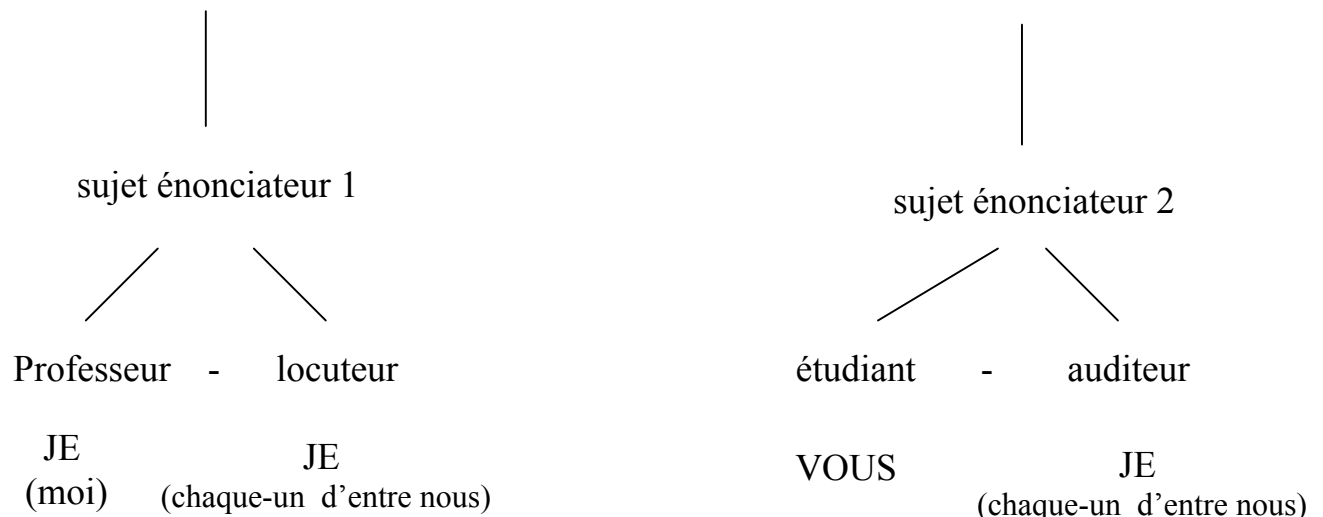 sujet énonciateur 1
sujet énonciateur 2
Professeur - locuteur
étudiant - auditeur
JE
(moi)
JE
(chaque-un d’entre nous)
VOUS
JE
(chaque-un d’entre nous)